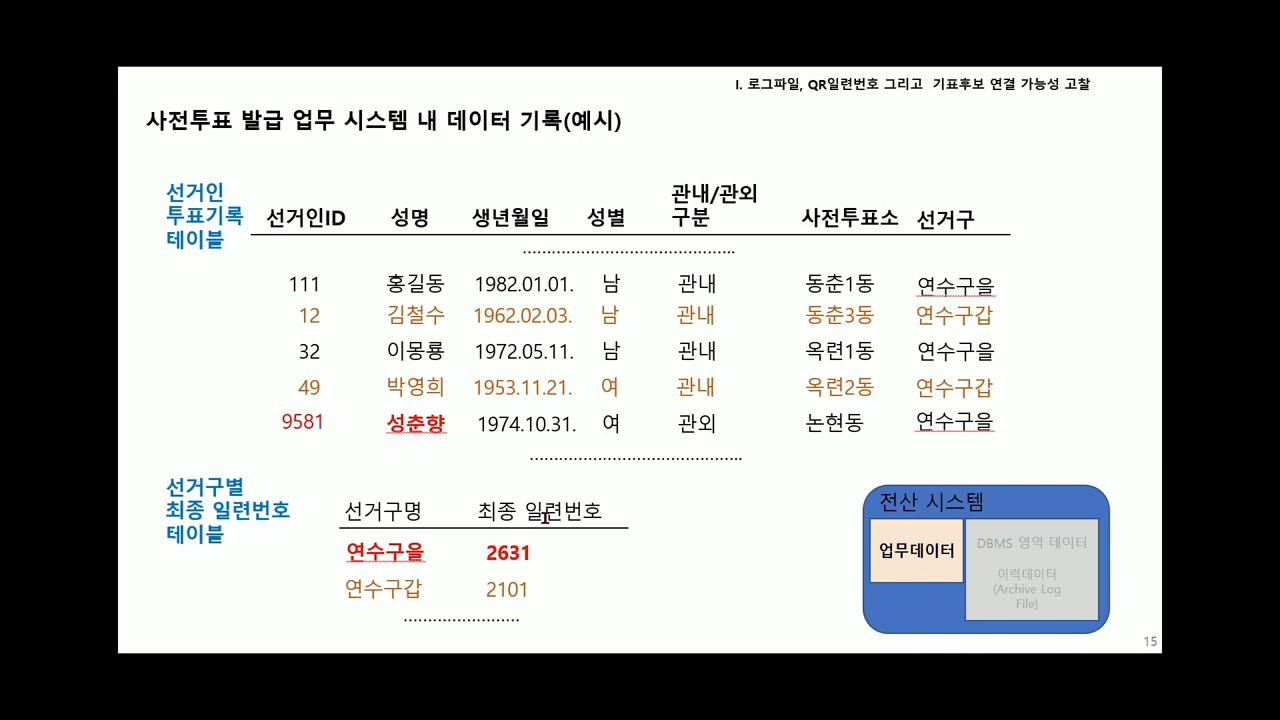 I. 로그파일, QR일련번호 그리고 기표후보 연결 가능성 고찰
사전투표 발급 업무 시스템 내 데이터 기록(예시)
선거인
투표기록
테이블
선거인ID 성명 생년월일 성별 관내/관외 구분 사전투표소 선거구
............................................
111 홍길동 1982.01.01. 남 관내 동춘1동 연수구을
12 김철수 1962.02.03. 남 관내 동춘3동 연수구갑
32 이몽룡 1972.05.11. 남 관내 옥련1동 연수구을
49 박영희 1953.11.21. 여 관내 옥련2동 연수구갑
9581 성춘향 1974.10.31. 여 관외 논현동 연수구을
............................................
선거구별
최종 일련번호
테이블
선거구명 최종 일련번호
연수구을 2631
연수구갑 2101
........................
전산 시스템
업무데이터
DBMS 영역 데이터
이력데이터
(Archive Log
File)
15